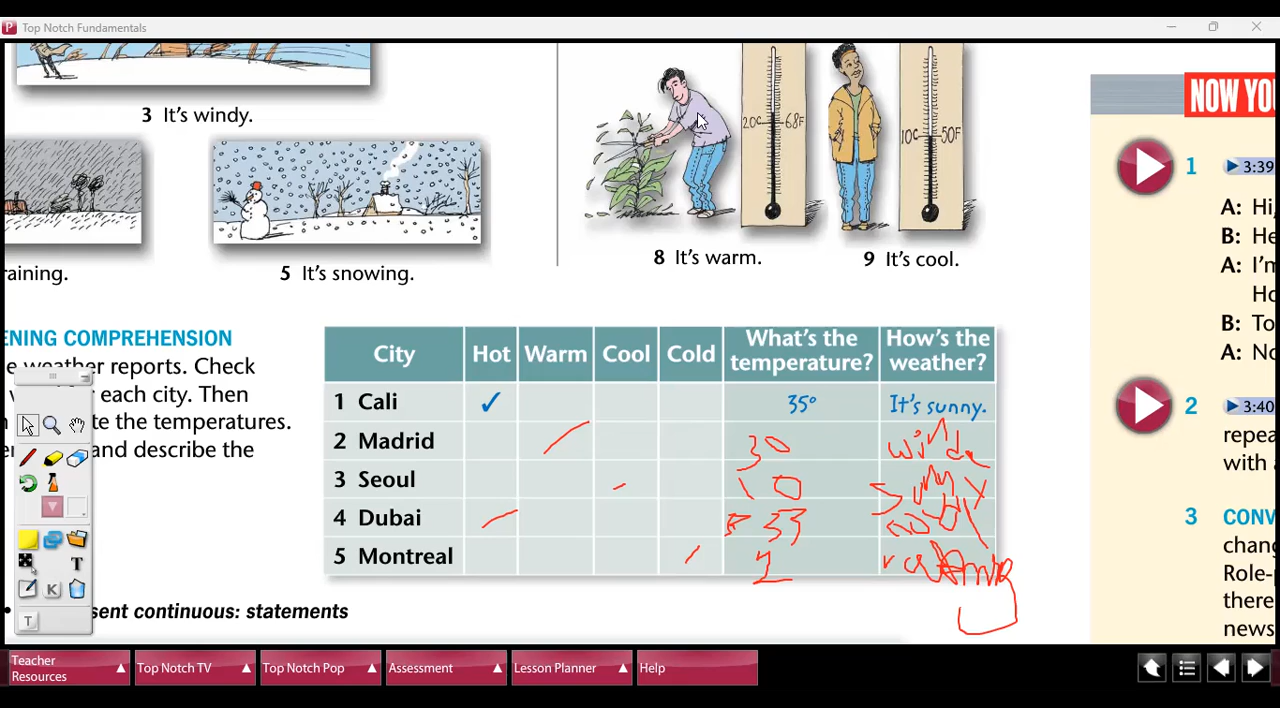 Top Notch Fundamentals
3 It's windy.
20C 68F
10C 50F
raining.
5 It's snowing.
8 It's warm.
9 It's cool.
ENING COMPREHENSION
e weather reports. Check
each city. Then
te the temperatures.
and describe the
City Hot Warm Cool Cold What's the temperature? How's the weather?
1 Cali ✓ 35° It's sunny.
2 Madrid 30
3 Seoul 10
4 Dubai 33
5 Montreal 2
sent continuous: statements
NOW YO
1 3:39
A: Hi
B: He
A: I'm
Ho
B: To
A: No
2 3:40
repea
with a
3 CONV
chang
Role-
there
news
T
K
T
Teacher Resources
Top Notch TV
Top Notch Pop
Assessment
Lesson Planner
Help